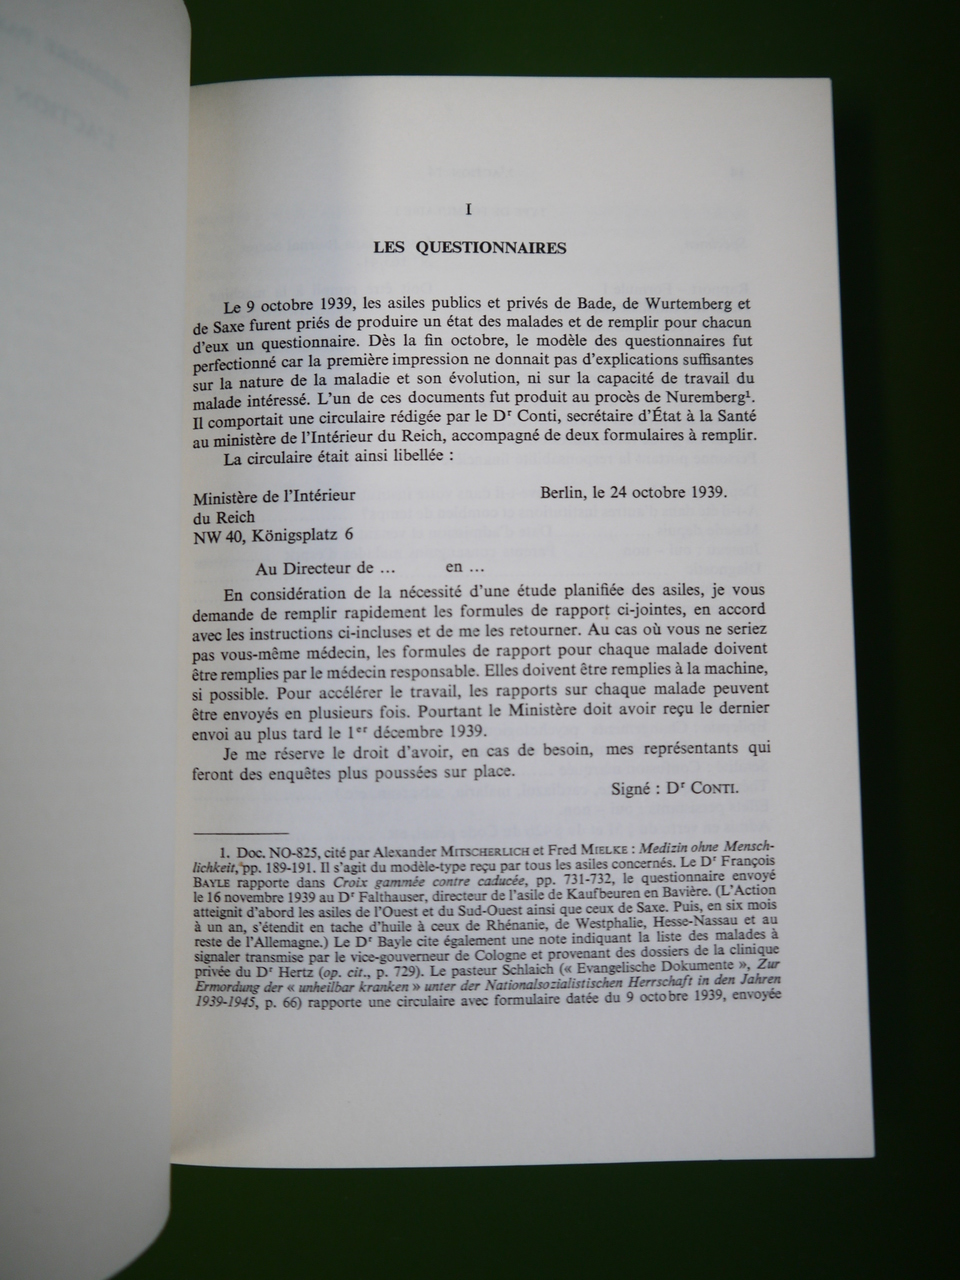 I
LES QUESTIONNAIRES
Le 9 octobre 1939, les asiles publics et privés de Bade, de Wurtemberg et
de Saxe furent priés de produire un état des malades et de remplir pour chacun
d'eux un questionnaire. Dès la fin octobre, le modèle des questionnaires fut
perfectionné car la première impression ne donnait pas d'explications suffisantes
sur la nature de la maladie et son évolution, ni sur la capacité de travail du
malade intéressé. L'un de ces documents fut produit au procès de Nuremberg¹.
Il comportait une circulaire rédigée par le Dʳ Conti, secrétaire d'État à la Santé
au ministère de l'Intérieur du Reich, accompagné de deux formulaires à remplir.
La circulaire était ainsi libellée :
Ministère de l'Intérieur Berlin, le 24 octobre 1939.
du Reich
NW 40, Königsplatz 6
Au Directeur de ... en ...
En considération de la nécessité d'une étude planifiée des asiles, je vous
demande de remplir rapidement les formules de rapport ci-jointes, en accord
avec les instructions ci-incluses et de me les retourner. Au cas où vous ne seriez
pas vous-même médecin, les formules de rapport pour chaque malade doivent
être remplies par le médecin responsable. Elles doivent être remplies à la machine,
si possible. Pour accélérer le travail, les rapports sur chaque malade peuvent
être envoyés en plusieurs fois. Pourtant le Ministère doit avoir reçu le dernier
envoi au plus tard le 1ᵉʳ décembre 1939.
Je me réserve le droit d'avoir, en cas de besoin, mes représentants qui
feront des enquêtes plus poussées sur place.
Signé : Dʳ CONTI.
1. Doc. NO-825, cité par Alexander MITSCHERLICH et Fred MIELKE : Medizin ohne Mensch-
lichkeit, pp. 189-191. Il s'agit du modèle-type reçu par tous les asiles concernés. Le Dʳ François
BAYLE rapporte dans Croix gammée contre caducée, pp. 731-732, le questionnaire envoyé
le 16 novembre 1939 au Dʳ Falthauser, directeur de l'asile de Kaufbeuren en Bavière. (L'Action
atteignit d'abord les asiles de l'Ouest et du Sud-Ouest ainsi que ceux de Saxe. Puis, en six mois
à un an, s'étendit en tache d'huile à ceux de Rhénanie, de Westphalie, Hesse-Nassau et au
reste de l'Allemagne.) Le Dʳ Bayle cite également une note indiquant la liste des malades à
signaler transmise par le vice-gouverneur de Cologne et provenant des dossiers de la clinique
privée du Dʳ Hertz (op. cit., p. 729). Le pasteur Schlaich (« Evangelische Dokumente », Zur
Ermordung der « unheilbar kranken » unter der Nationalsozialistischen Herrschaft in den Jahren
1939-1945, p. 66) rapporte une circulaire avec formulaire datée du 9 octobre 1939, envoyée